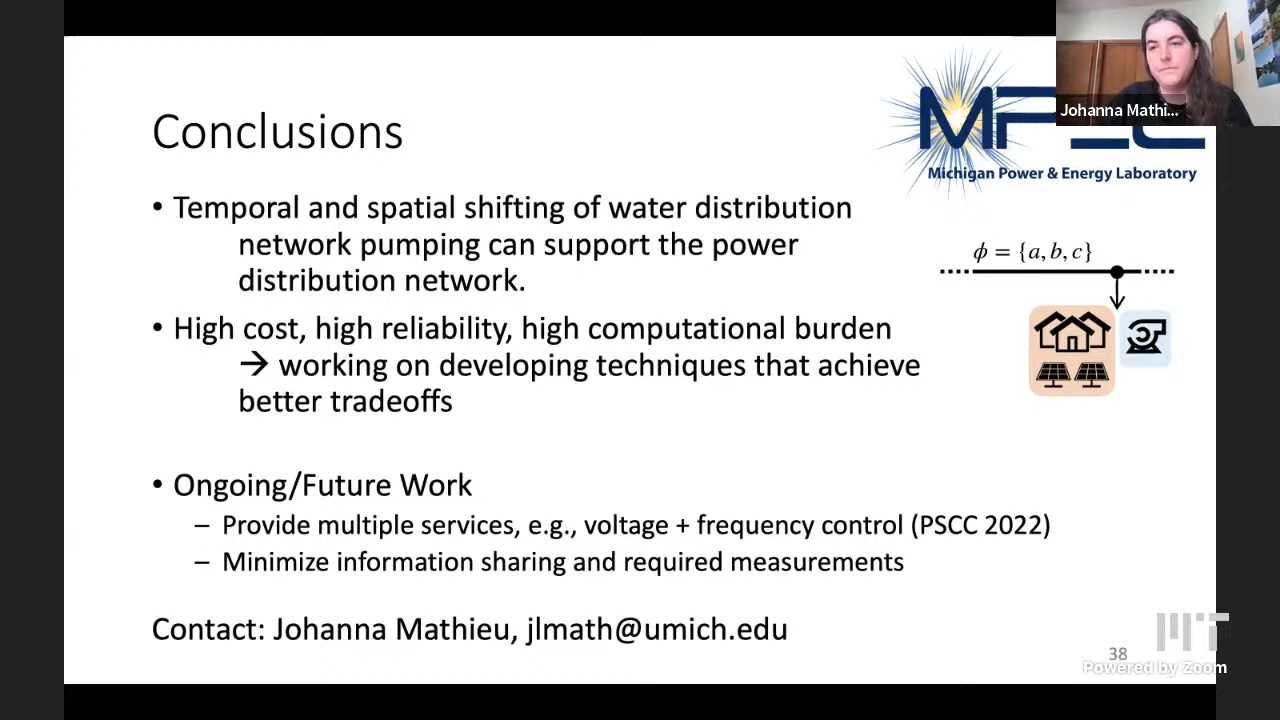 Conclusions
MPEL
Michigan Power & Energy Laboratory
Johanna Mathi...
• Temporal and spatial shifting of water distribution
network pumping can support the power
distribution network.
ϕ = {a, b, c}
• High cost, high reliability, high computational burden
→ working on developing techniques that achieve
better tradeoffs
• Ongoing/Future Work
– Provide multiple services, e.g., voltage + frequency control (PSCC 2022)
– Minimize information sharing and required measurements
Contact: Johanna Mathieu, jlmath@umich.edu
38
MIT
Powered by Zoom